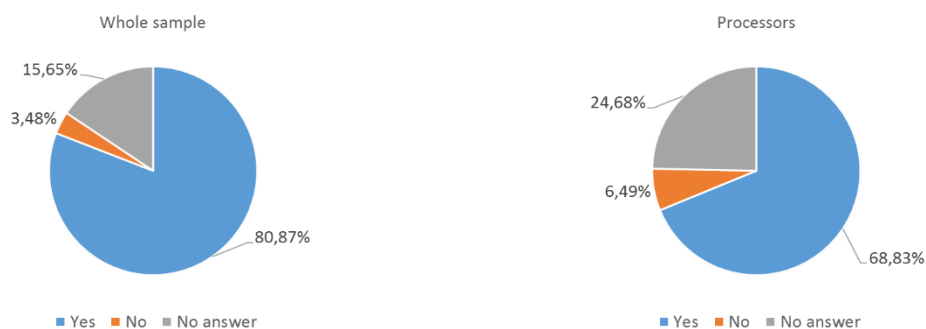 Whole sample
15,65%
3,48%
80,87%
Yes No No answer
Processors
24,68%
6,49%
68,83%
Yes No No answer